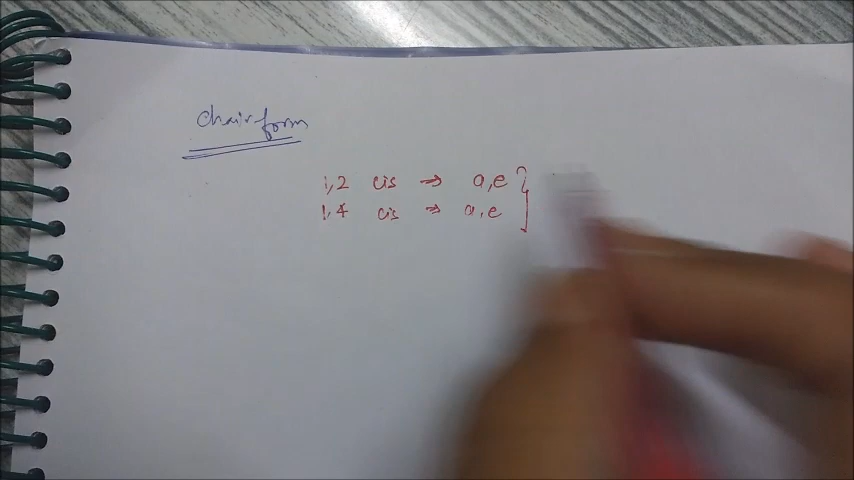 chair form
1,2 cis ⇒ a,e
1,4 cis ⇒ a,e